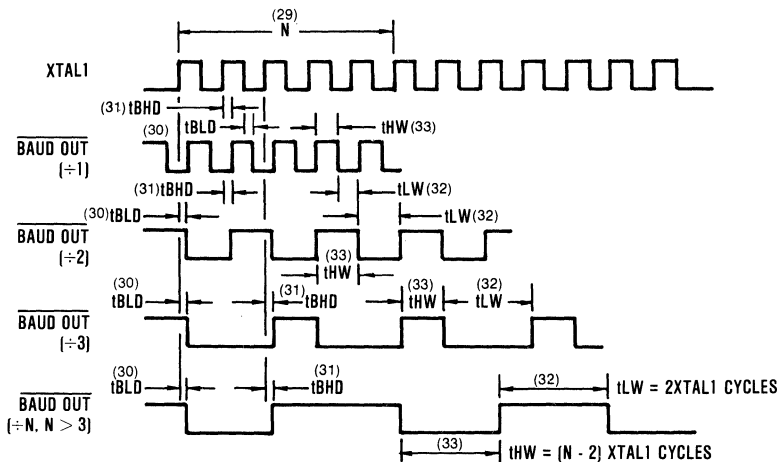 (29)
N
XTAL1
(31) tBHD
tBLD
tHW (33)
(30)
BAUD OUT
(÷1)
(31) tBHD
tLW (32)
(30) tBLD
tLW (32)
BAUD OUT
(÷2)
(33)
tHW
(30)
tBLD
(31)
tBHD
(33)
tHW
(32)
tLW
BAUD OUT
(÷3)
(30)
tBLD
(31)
tBHD
(32)
tLW = 2XTAL1 CYCLES
BAUD OUT
(÷N, N > 3)
(33)
tHW = (N - 2) XTAL1 CYCLES